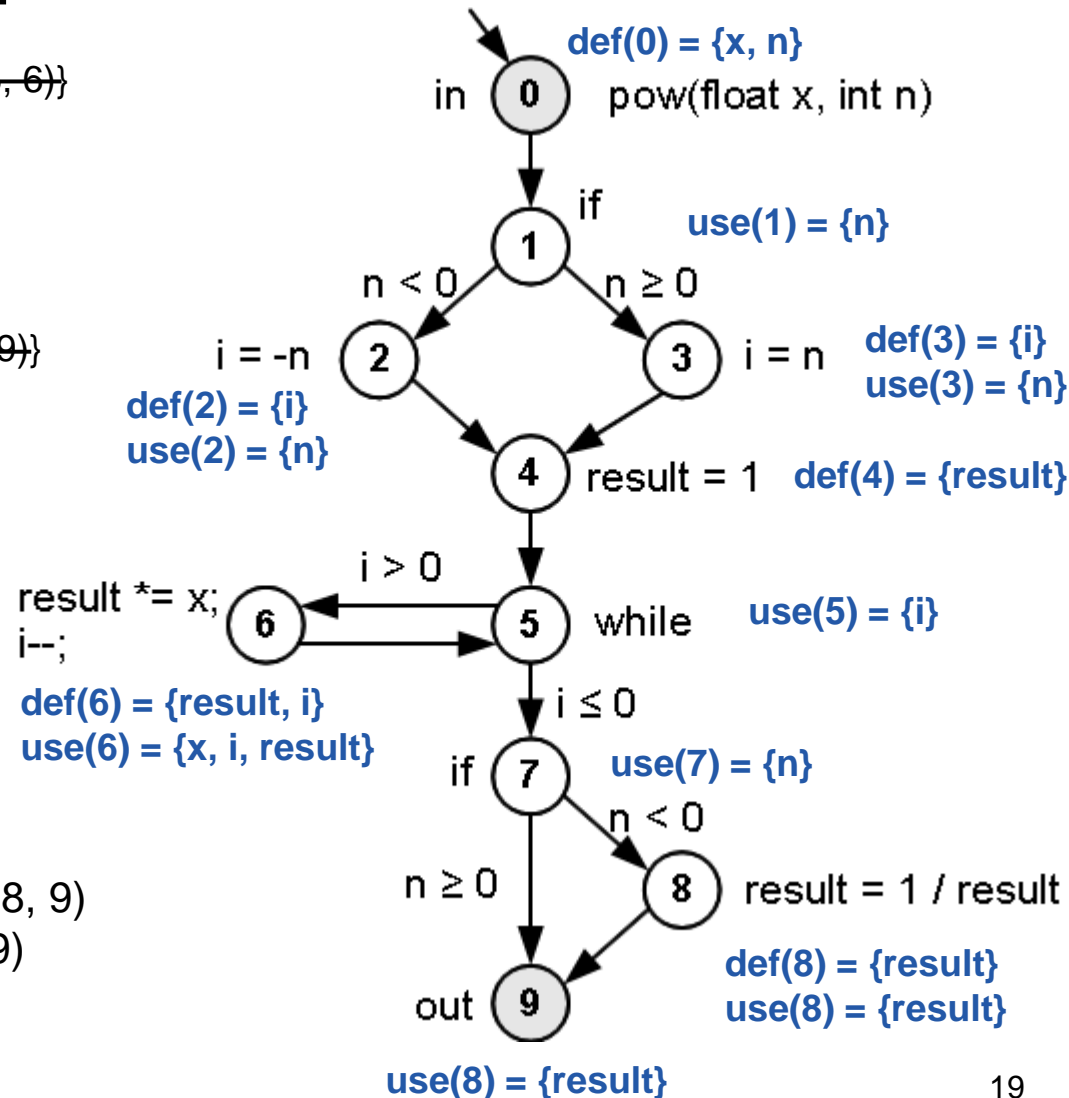 def(0) = {x, n}
, 6)}
in 0 pow(float x, int n)
if
use(1) = {n}
1
n < 0 n ≥ 0
9)}
i = -n 2 3 i = n
def(3) = {i}
use(3) = {n}
def(2) = {i}
use(2) = {n}
4 result = 1 def(4) = {result}
i > 0
result *= x;
i--;
6 5 while use(5) = {i}
def(6) = {result, i}
use(6) = {x, i, result}
i ≤ 0
if 7 use(7) = {n}
n < 0
n ≥ 0
8, 9)
9)
8 result = 1 / result
def(8) = {result}
use(8) = {result}
out 9
use(8) = {result}
19